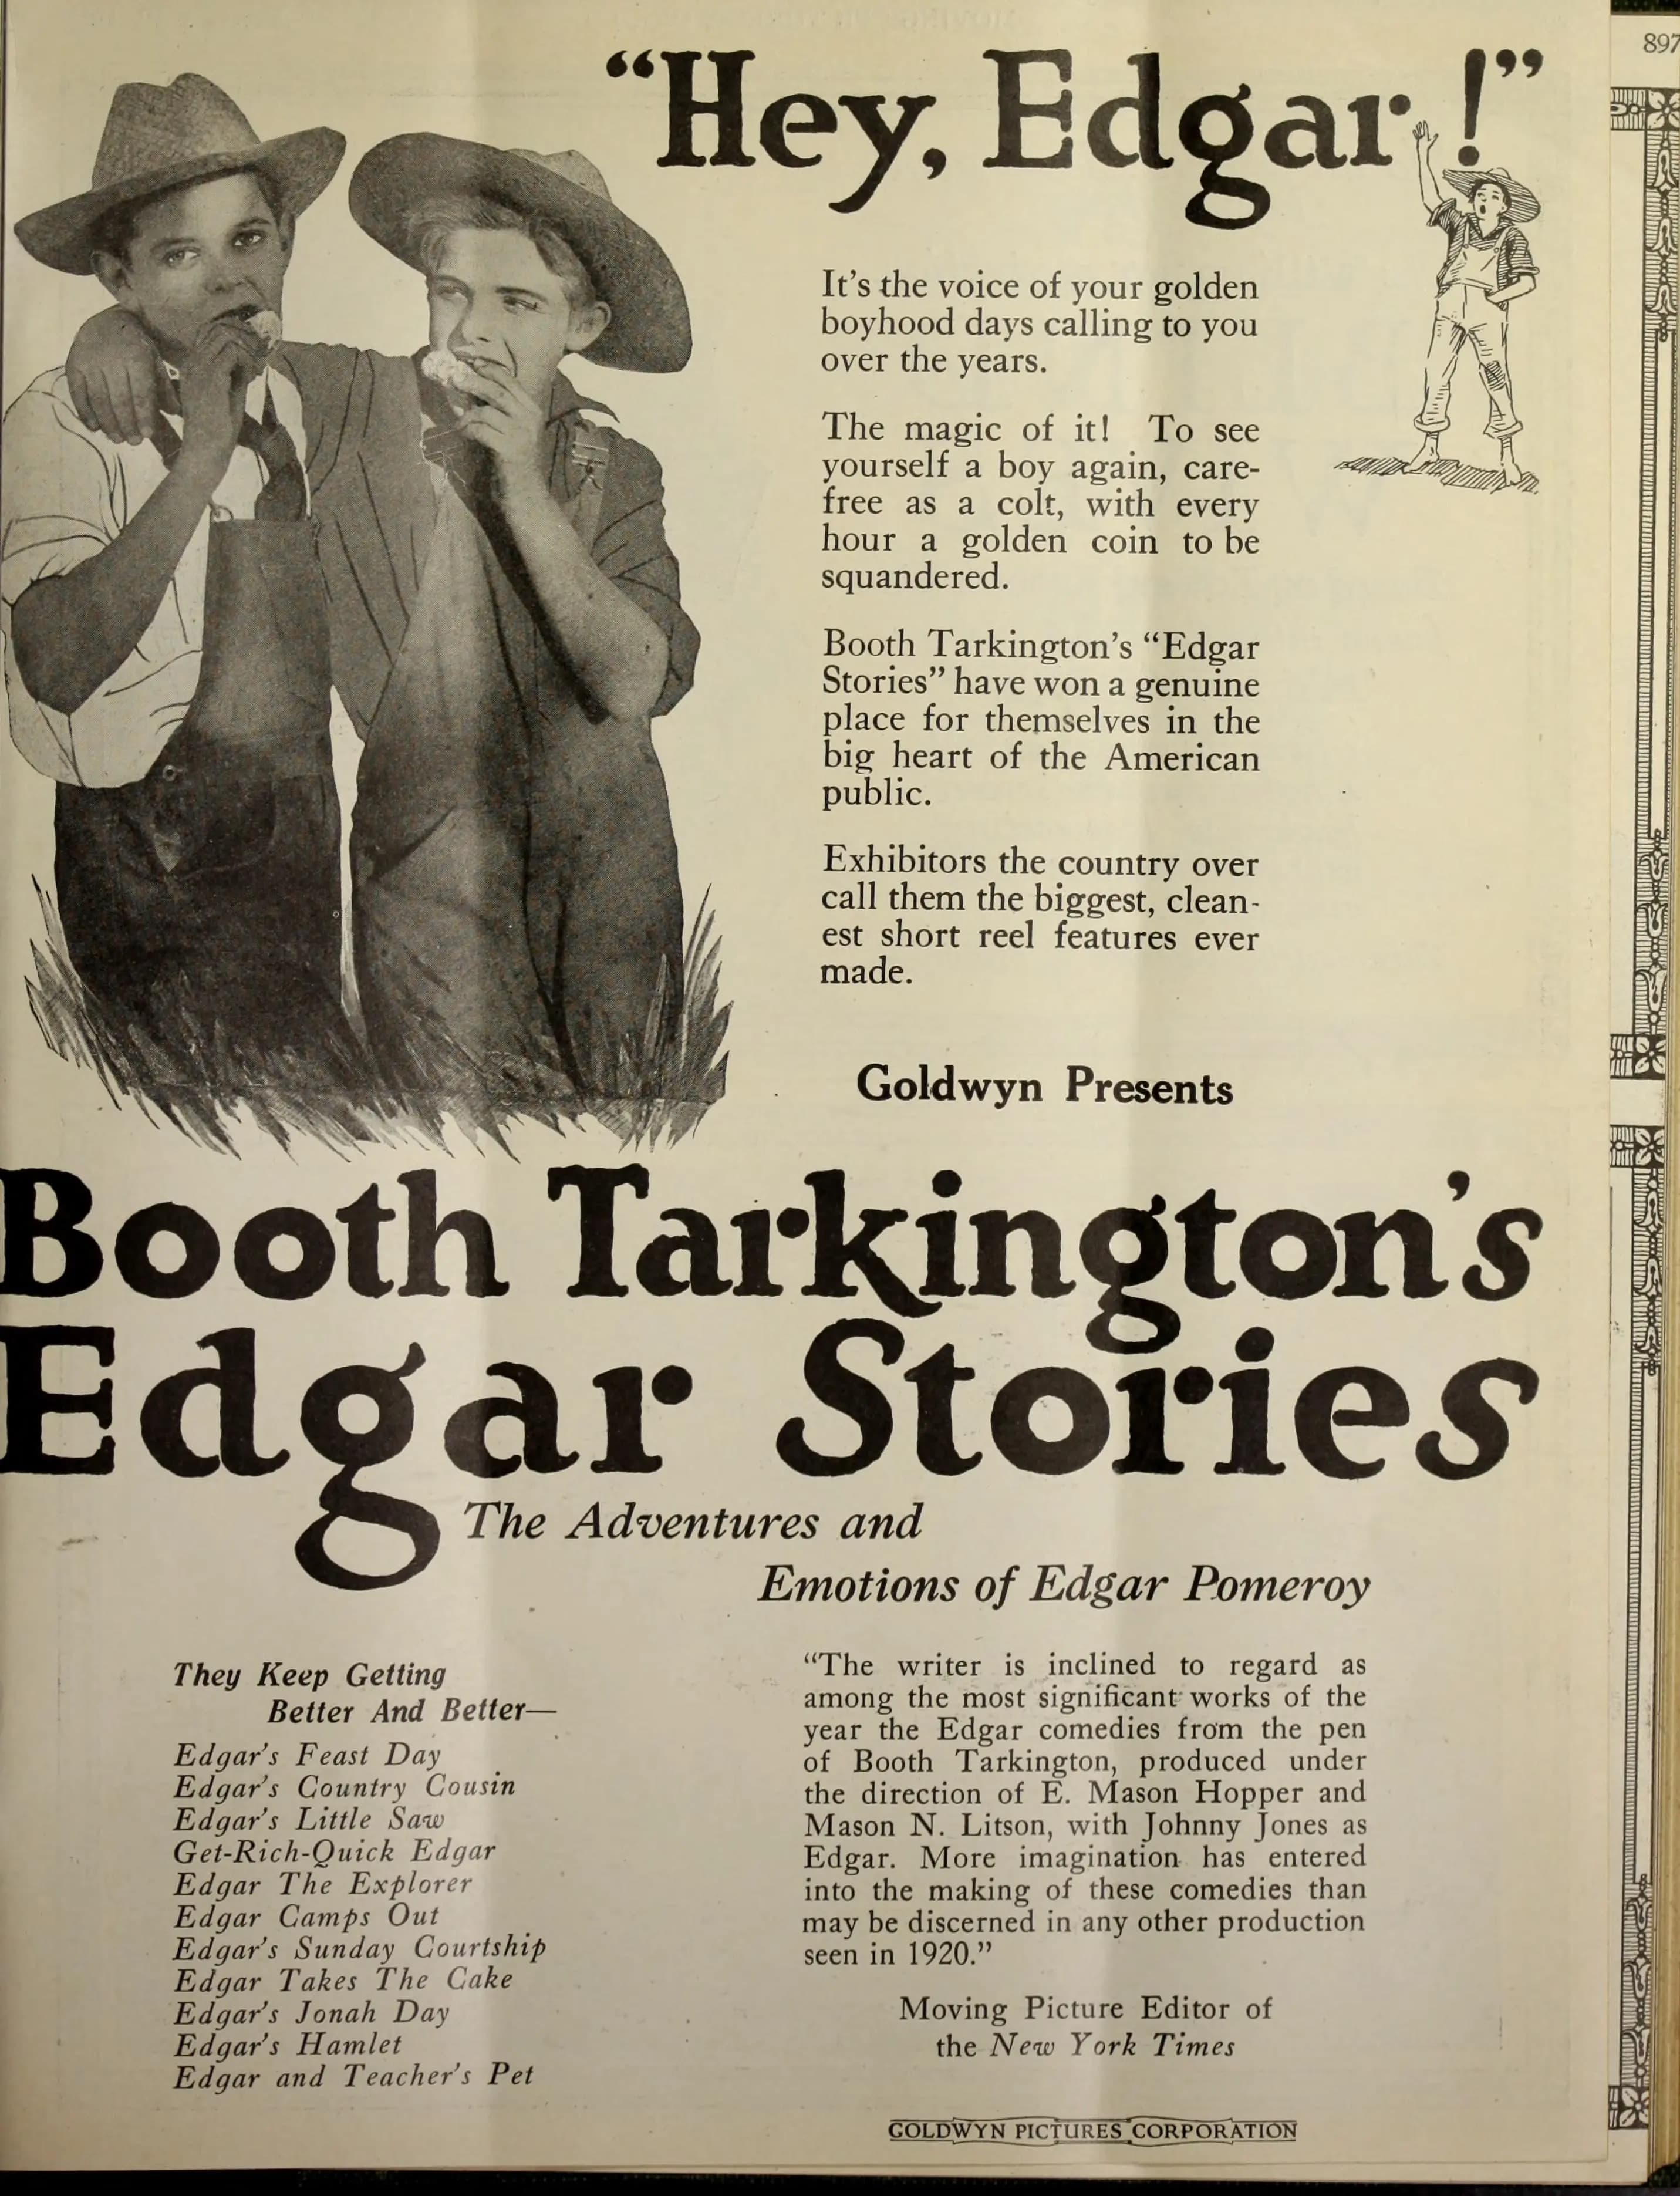 897
“Hey, Edgar!”
It’s the voice of your golden
boyhood days calling to you
over the years.
The magic of it! To see
yourself a boy again, care-
free as a colt, with every
hour a golden coin to be
squandered.
Booth Tarkington’s “Edgar
Stories” have won a genuine
place for themselves in the
big heart of the American
public.
Exhibitors the country over
call them the biggest, clean-
est short reel features ever
made.
Goldwyn Presents
Booth Tarkington’s
Edgar Stories
The Adventures and
Emotions of Edgar Pomeroy
They Keep Getting
Better And Better—
Edgar’s Feast Day
Edgar’s Country Cousin
Edgar’s Little Saw
Get-Rich-Quick Edgar
Edgar The Explorer
Edgar Camps Out
Edgar’s Sunday Courtship
Edgar Takes The Cake
Edgar’s Jonah Day
Edgar’s Hamlet
Edgar and Teacher’s Pet
“The writer is inclined to regard as
among the most significant works of the
year the Edgar comedies from the pen
of Booth Tarkington, produced under
the direction of E. Mason Hopper and
Mason N. Litson, with Johnny Jones as
Edgar. More imagination has entered
into the making of these comedies than
may be discerned in any other production
seen in 1920.”
Moving Picture Editor of
the New York Times
GOLDWYN PICTURES CORPORATION